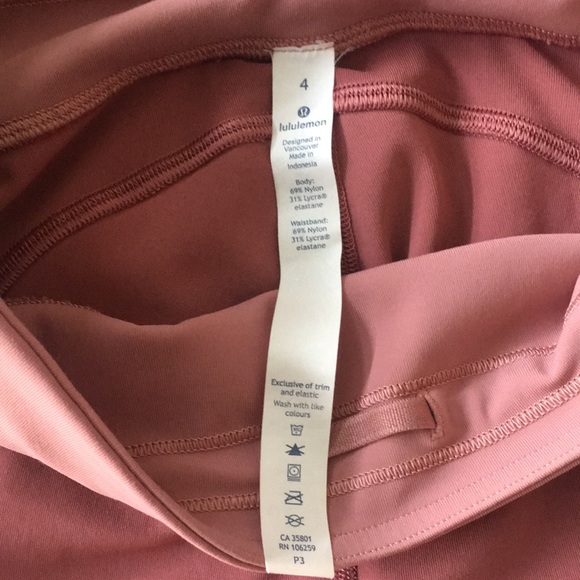 4
lululemon
Designed in
Vancouver
Made in
Indonesia
Body:
69% Nylon
31% Lycra®
elastane
Waistband:
69% Nylon
31% Lycra®
elastane
Exclusive of trim
and elastic
Wash with like
colours
CA 35801
RN 106259
P3